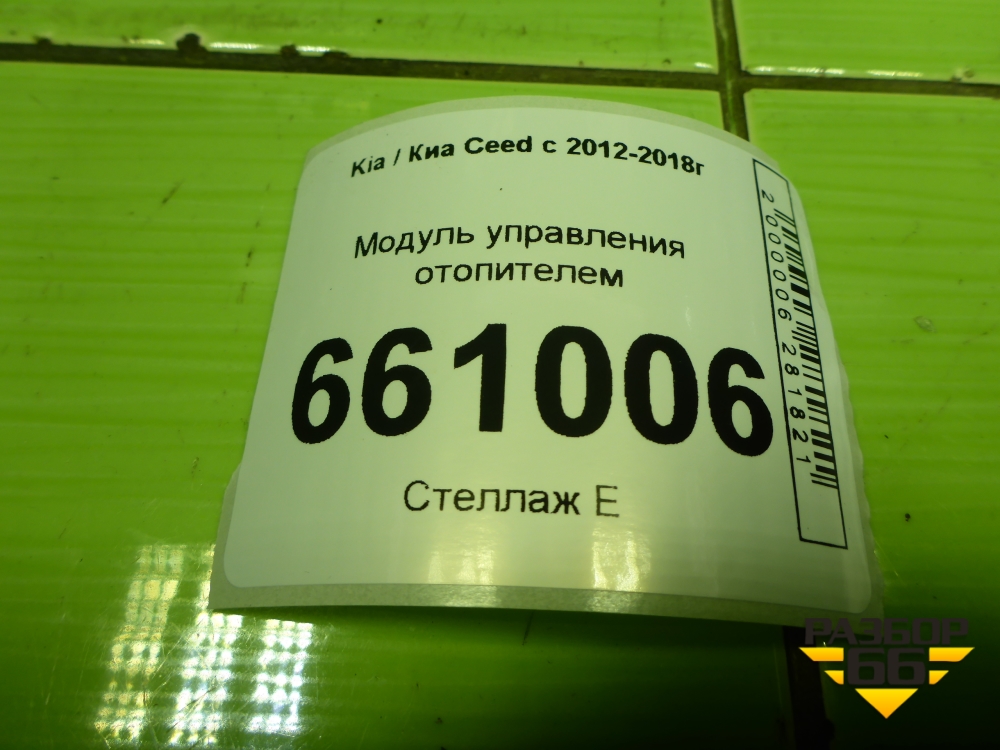 Kia / Киа Ceed с 2012-2018г
Модуль управления
отопителем
661006
Стеллаж Е
2000006281821
РАЗБОР
66